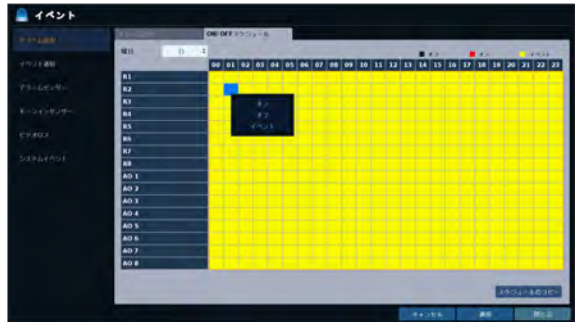 イベント
アラーム出力
ON/ OFF スケジュール
曜日 日
オフ オン イベント
イベント通知
アラームセンサー
モーションセンサー
ビデオロス
システムイベント
00 01 02 03 04 05 06 07 08 09 10 11 12 13 14 15 16 17 18 19 20 21 22 23
R1
R2
R3
R4
R5
R6
R7
R8
AO 1
AO 2
AO 3
AO 4
AO 5
AO 6
AO 7
AO 8
オン
オフ
イベント
スケジュールのコピー
キャンセル 適用 閉じる